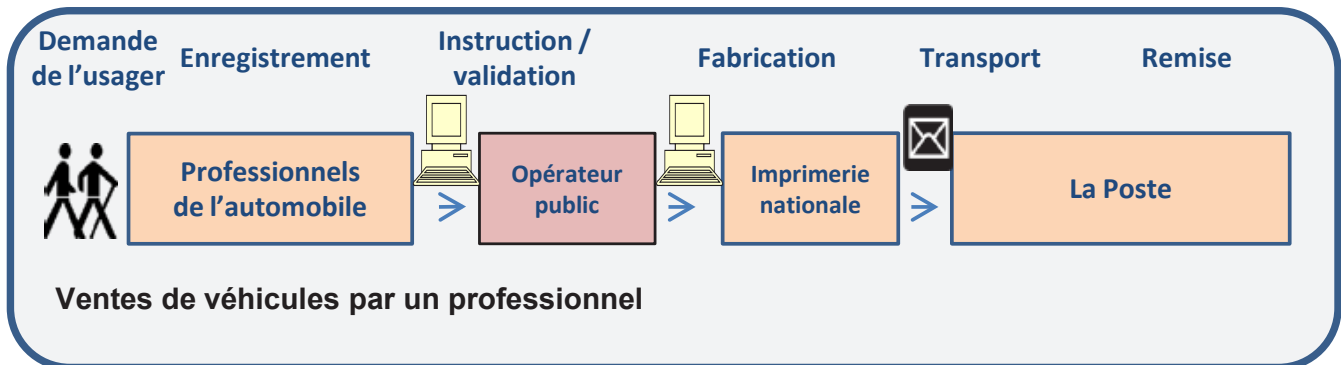 Demande
de l’usager
Enregistrement
Instruction /
validation
Fabrication
Transport
Remise
Professionnels
de l’automobile
Opérateur
public
Imprimerie
nationale
La Poste
Ventes de véhicules par un professionnel